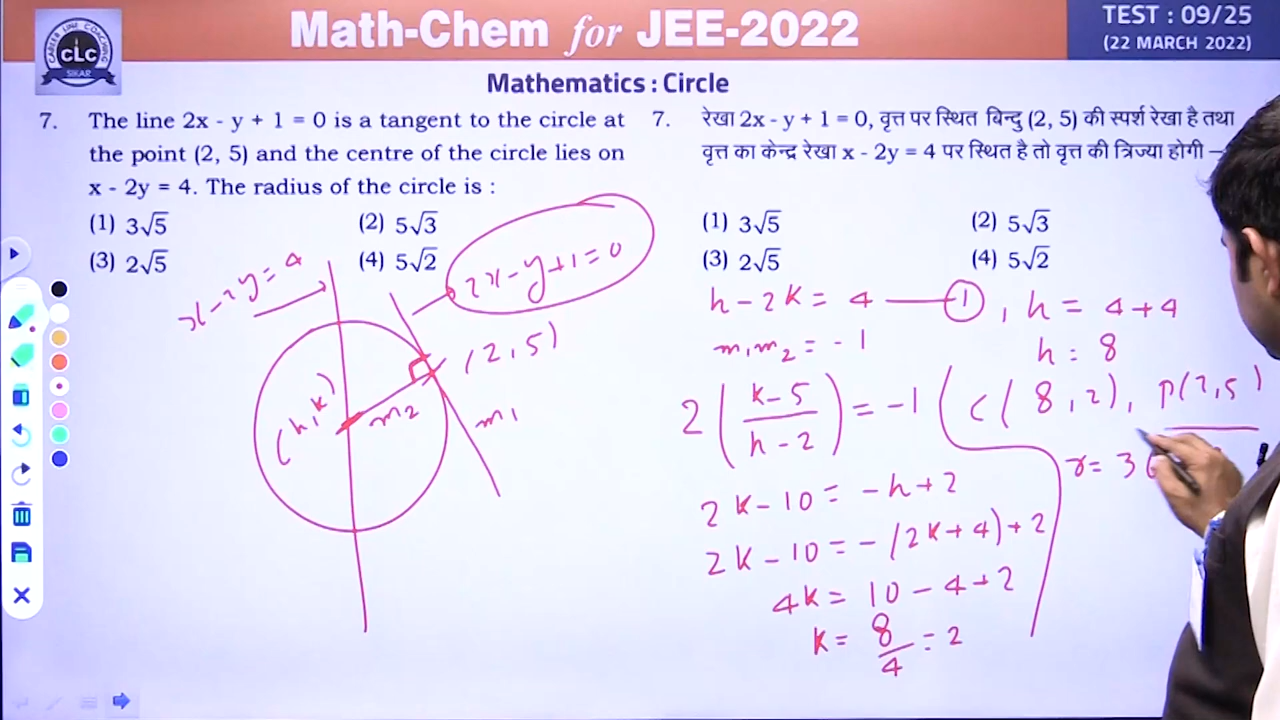 CAREER LINE COACHING
CLC
SIKAR
Math-Chem for JEE-2022
TEST : 09/25
(22 MARCH 2022)
Mathematics : Circle
7. The line 2x - y + 1 = 0 is a tangent to the circle at
the point (2, 5) and the centre of the circle lies on
x - 2y = 4. The radius of the circle is :
(1) 3√5 (2) 5√3
(3) 2√5 (4) 5√2
7. रेखा 2x - y + 1 = 0, वृत्त पर स्थित बिन्दु (2, 5) की स्पर्श रेखा है तथा
वृत्त का केन्द्र रेखा x - 2y = 4 पर स्थित है तो वृत्त की त्रिज्या होगी –
(1) 3√5 (2) 5√3
(3) 2√5 (4) 5√2
x-2y=4
2x-y+1=0
(2,5)
(h,k)
m2
m1
h-2k = 4 — 1, h = 4+4
m1m2 = -1
h = 8
2(k-5/h-2) = -1
C(8,2), P(2,5)
r= 3
2k-10 = -h+2
2k-10 = -(2k+4)+2
4k = 10-4+2
k = 8/4 = 2